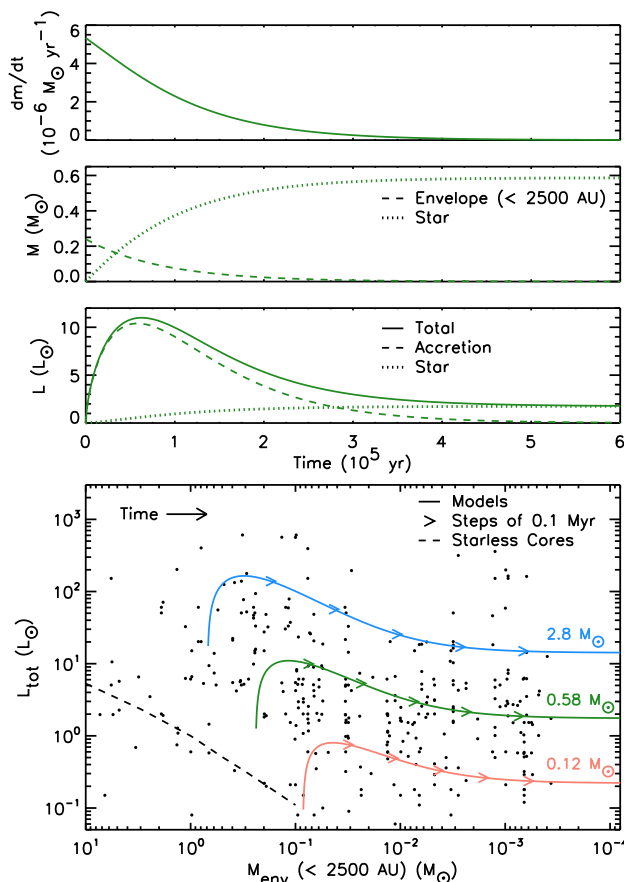 dm/dt
(10⁻⁶ M☉ yr⁻¹)
6
4
2
0
M (M☉)
0.6
0.4
0.2
0.0
Envelope (< 2500 AU)
Star
L (L☉)
10
5
0
Total
Accretion
Star
0 1 2 3 4 5 6
Time (10⁵ yr)
Time
Models
Steps of 0.1 Myr
Starless Cores
L_tot (L☉)
10³
10²
10¹
10⁰
10⁻¹
2.8 M☉
0.58 M☉
0.12 M☉
10¹ 10⁰ 10⁻¹ 10⁻² 10⁻³ 10⁻⁴
M_env (< 2500 AU) (M☉)